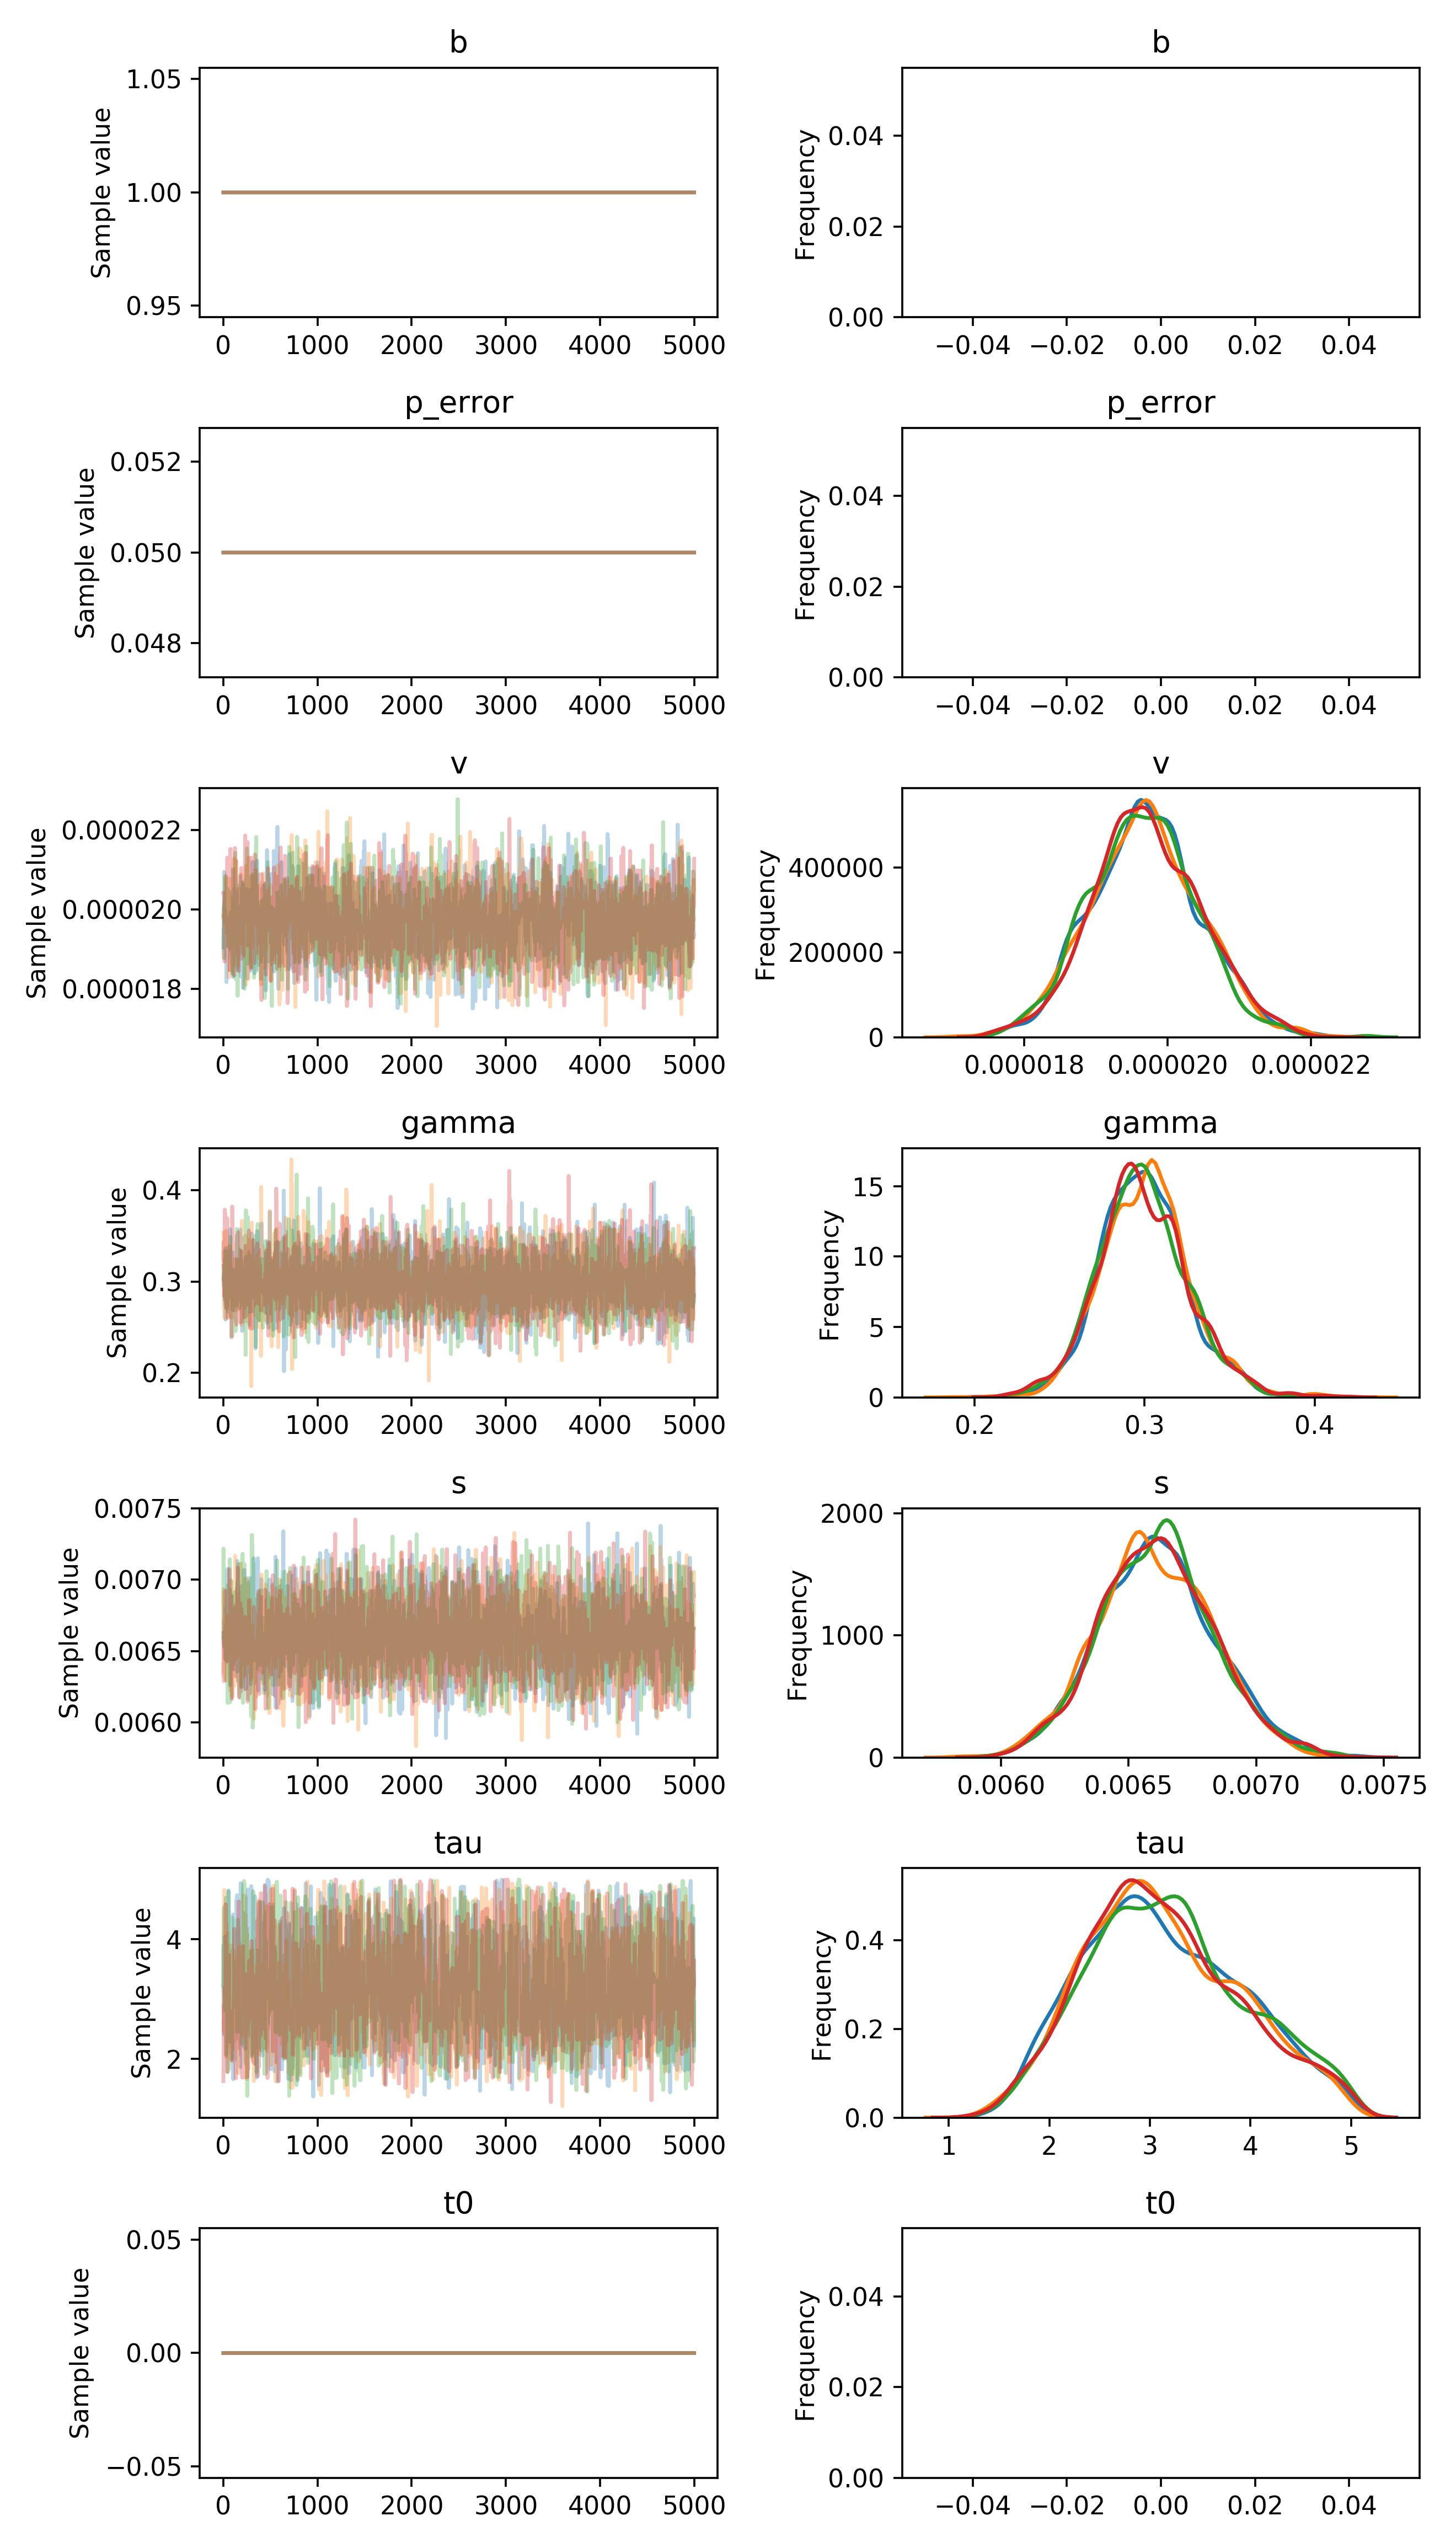 b
b
Sample value
1.05
1.00
0.95
0 1000 2000 3000 4000 5000
Frequency
0.04
0.02
0.00
−0.04 −0.02 0.00 0.02 0.04
p_error
p_error
Sample value
0.052
0.050
0.048
0 1000 2000 3000 4000 5000
Frequency
0.04
0.02
0.00
−0.04 −0.02 0.00 0.02 0.04
v
v
Sample value
0.000022
0.000020
0.000018
0 1000 2000 3000 4000 5000
Frequency
400000
200000
0
0.000018 0.000020 0.000022
gamma
gamma
Sample value
0.4
0.3
0.2
0 1000 2000 3000 4000 5000
Frequency
15
10
5
0
0.2 0.3 0.4
s
s
Sample value
0.0075
0.0070
0.0065
0.0060
0 1000 2000 3000 4000 5000
Frequency
2000
1000
0
0.0060 0.0065 0.0070 0.0075
tau
tau
Sample value
4
2
0 1000 2000 3000 4000 5000
Frequency
0.4
0.2
0.0
1 2 3 4 5
t0
t0
Sample value
0.05
0.00
−0.05
0 1000 2000 3000 4000 5000
Frequency
0.04
0.02
0.00
−0.04 −0.02 0.00 0.02 0.04